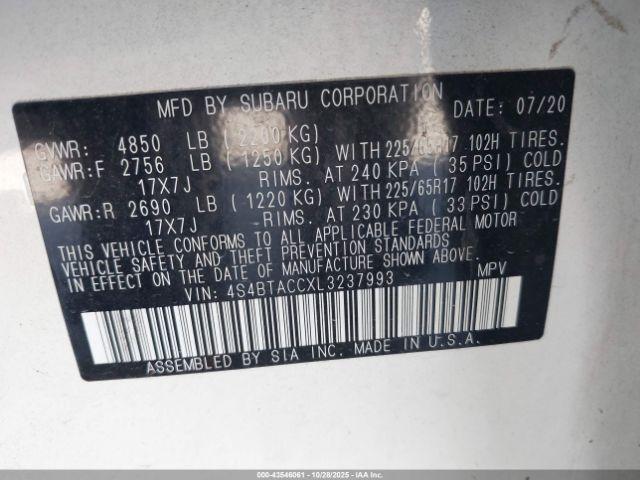 MFD BY SUBARU CORPORATION DATE: 07/20
GVWR: 4850 LB (2200 KG)
GAWR:F 2756 LB (1250 KG) WITH 225/65R17 102H TIRES.
17X7J RIMS. AT 240 KPA (35 PSI) COLD
GAWR:R 2690 LB (1220 KG) WITH 225/65R17 102H TIRES.
17X7J RIMS. AT 230 KPA (33 PSI) COLD
THIS VEHICLE CONFORMS TO ALL APPLICABLE FEDERAL MOTOR
VEHICLE SAFETY AND THEFT PREVENTION STANDARDS
IN EFFECT ON THE DATE OF MANUFACTURE SHOWN ABOVE.
VIN: 4S4BTACCXL3237993 MPV
ASSEMBLED BY SIA INC. MADE IN U.S.A.
000-43546061 - 10/28/2025 - IAAI.COM